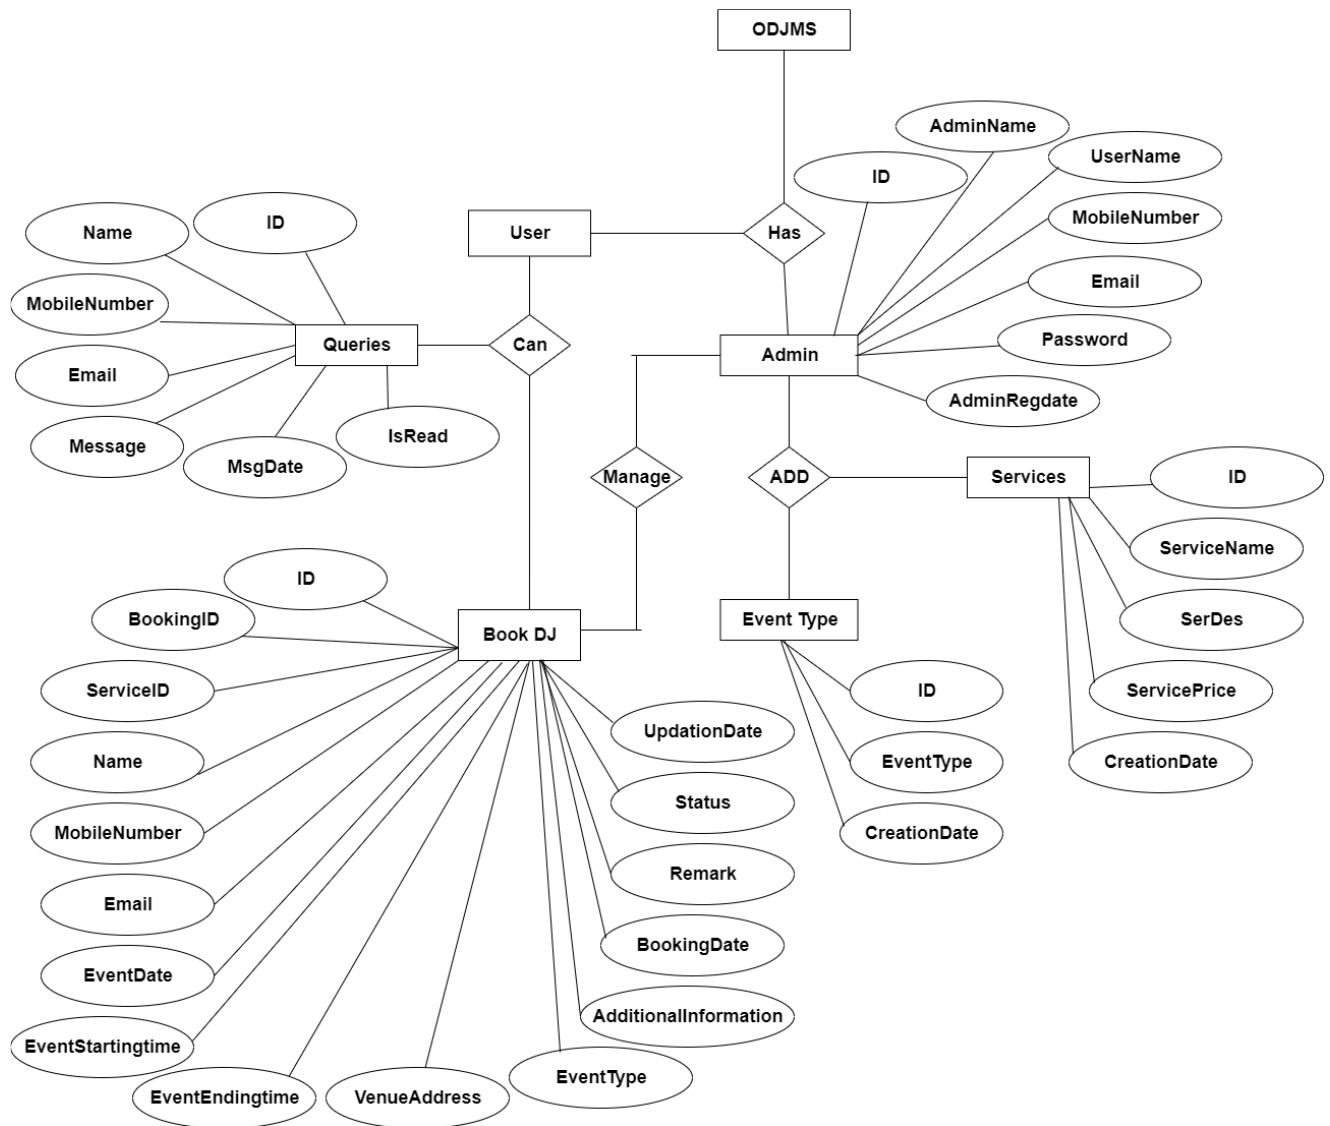 ODJMS
AdminName
UserName
ID
MobileNumber
Name
ID
User
Has
Email
MobileNumber
Queries
Can
Admin
Password
Email
AdminRegdate
Message
MsgDate
IsRead
Manage
ADD
Services
ID
ServiceName
ID
BookingID
Book DJ
Event Type
SerDes
ServiceID
ID
ServicePrice
UpdationDate
Name
EventType
CreationDate
Status
MobileNumber
CreationDate
Remark
Email
BookingDate
EventDate
AdditionalInformation
EventStartingtime
EventType
EventEndingtime
VenueAddress